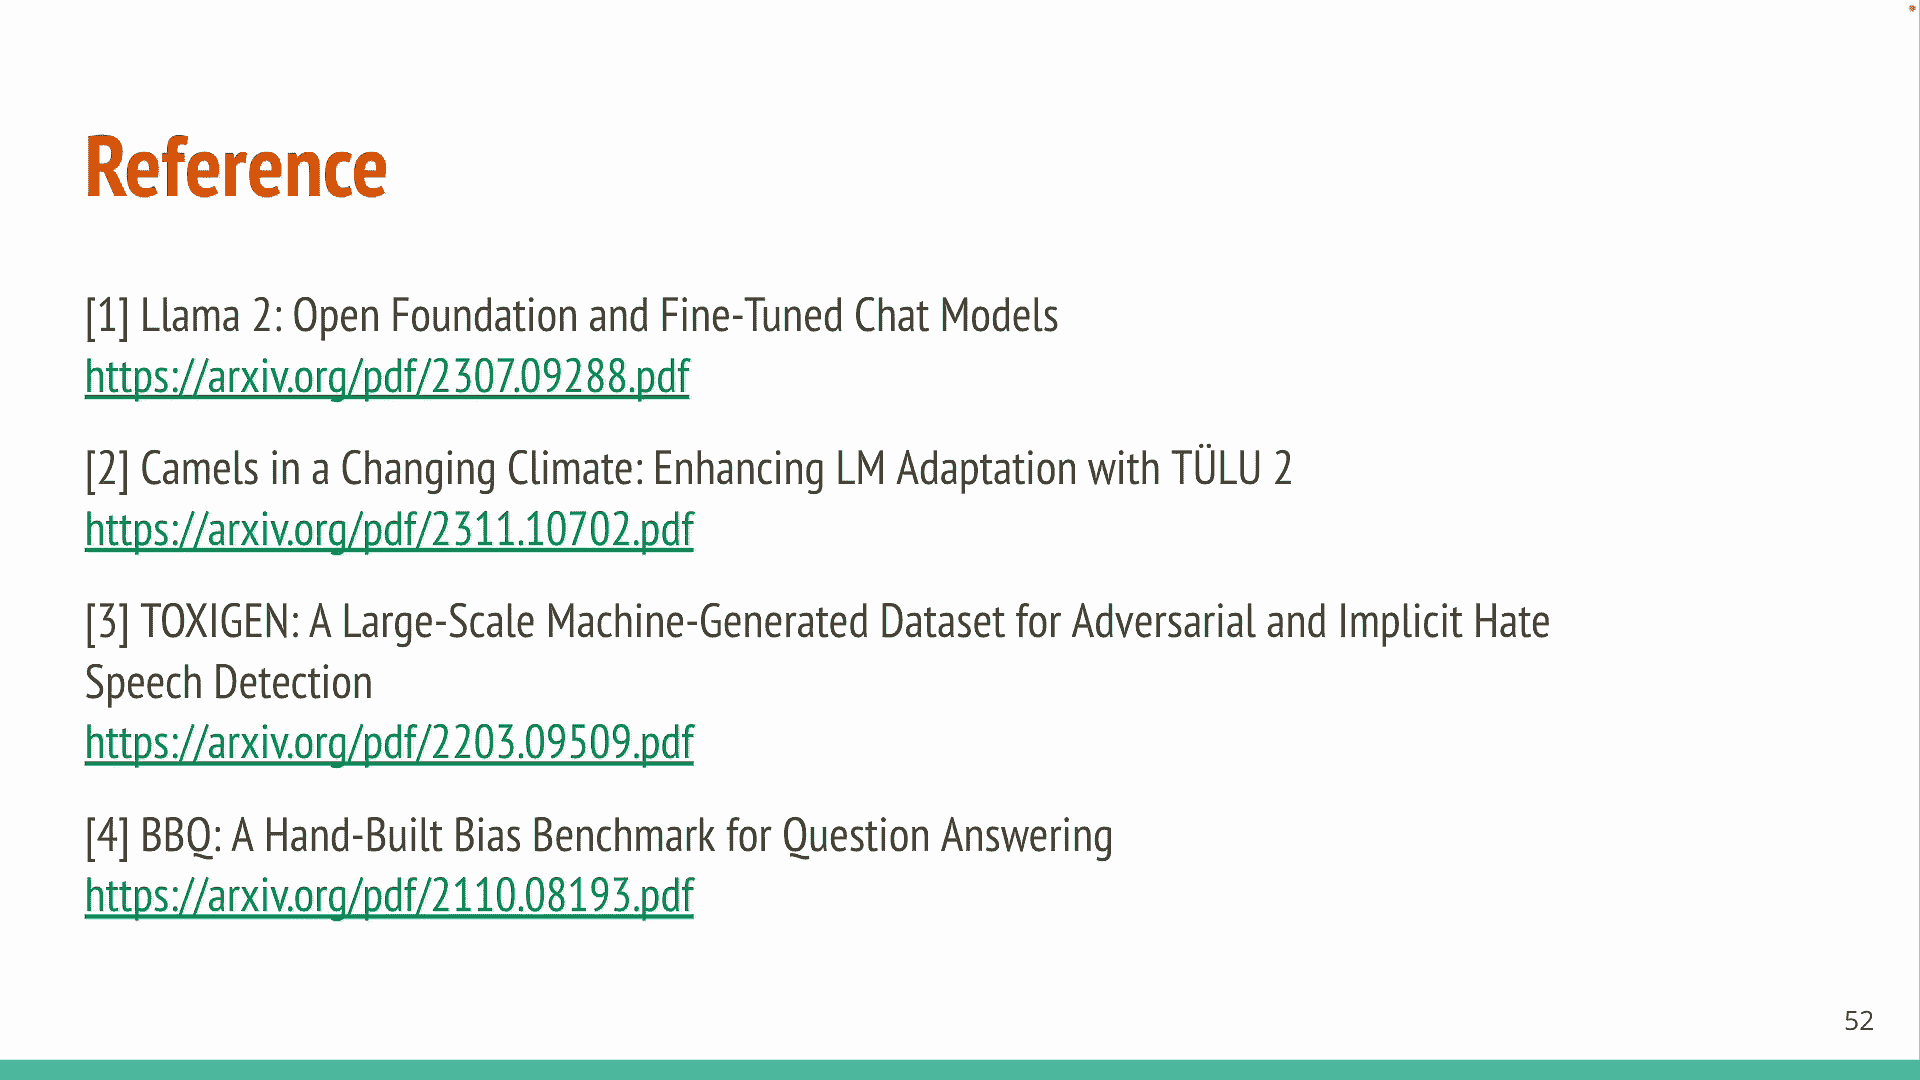 Reference
[1] Llama 2: Open Foundation and Fine-Tuned Chat Models
https://arxiv.org/pdf/2307.09288.pdf
[2] Camels in a Changing Climate: Enhancing LM Adaptation with TÜLU 2
https://arxiv.org/pdf/2311.10702.pdf
[3] TOXIGEN: A Large-Scale Machine-Generated Dataset for Adversarial and Implicit Hate
Speech Detection
https://arxiv.org/pdf/2203.09509.pdf
[4] BBQ: A Hand-Built Bias Benchmark for Question Answering
https://arxiv.org/pdf/2110.08193.pdf
52